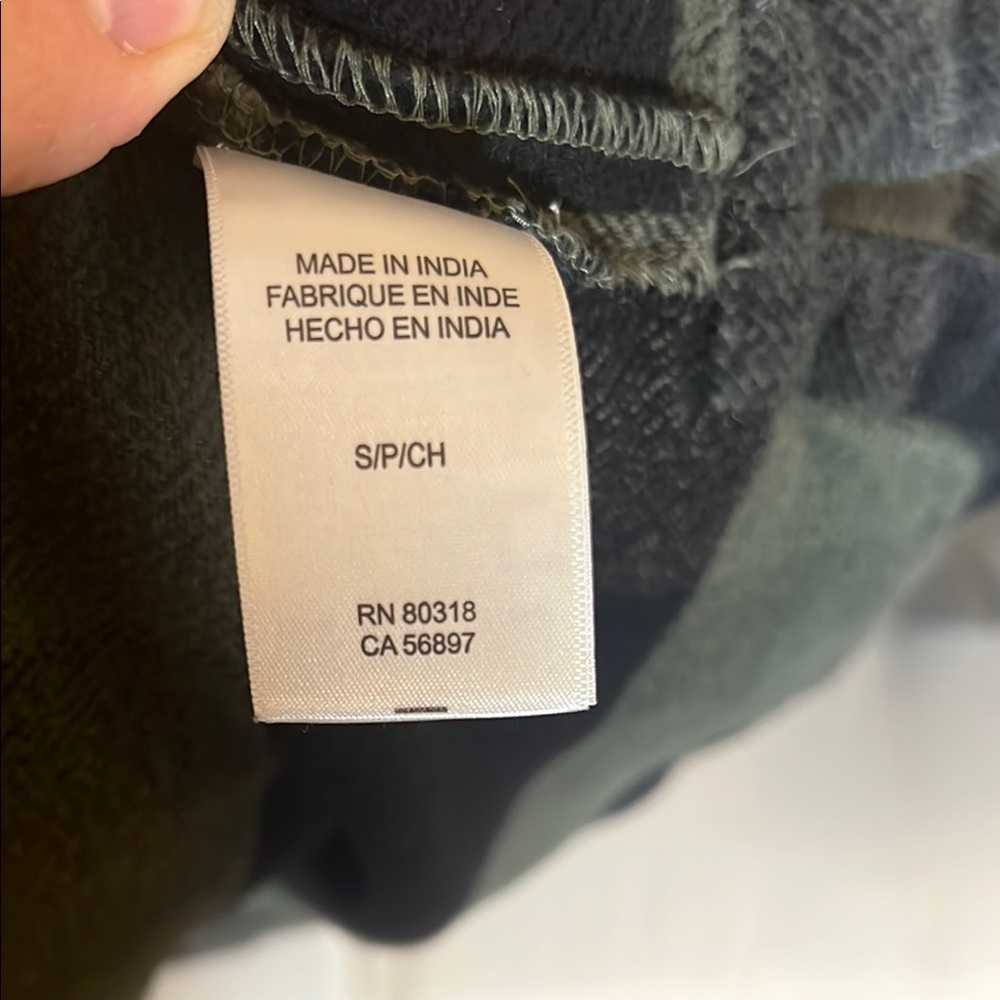 MADE IN INDIA
FABRIQUE EN INDE
HECHO EN INDIA
S/P/CH
RN 80318
CA 56897